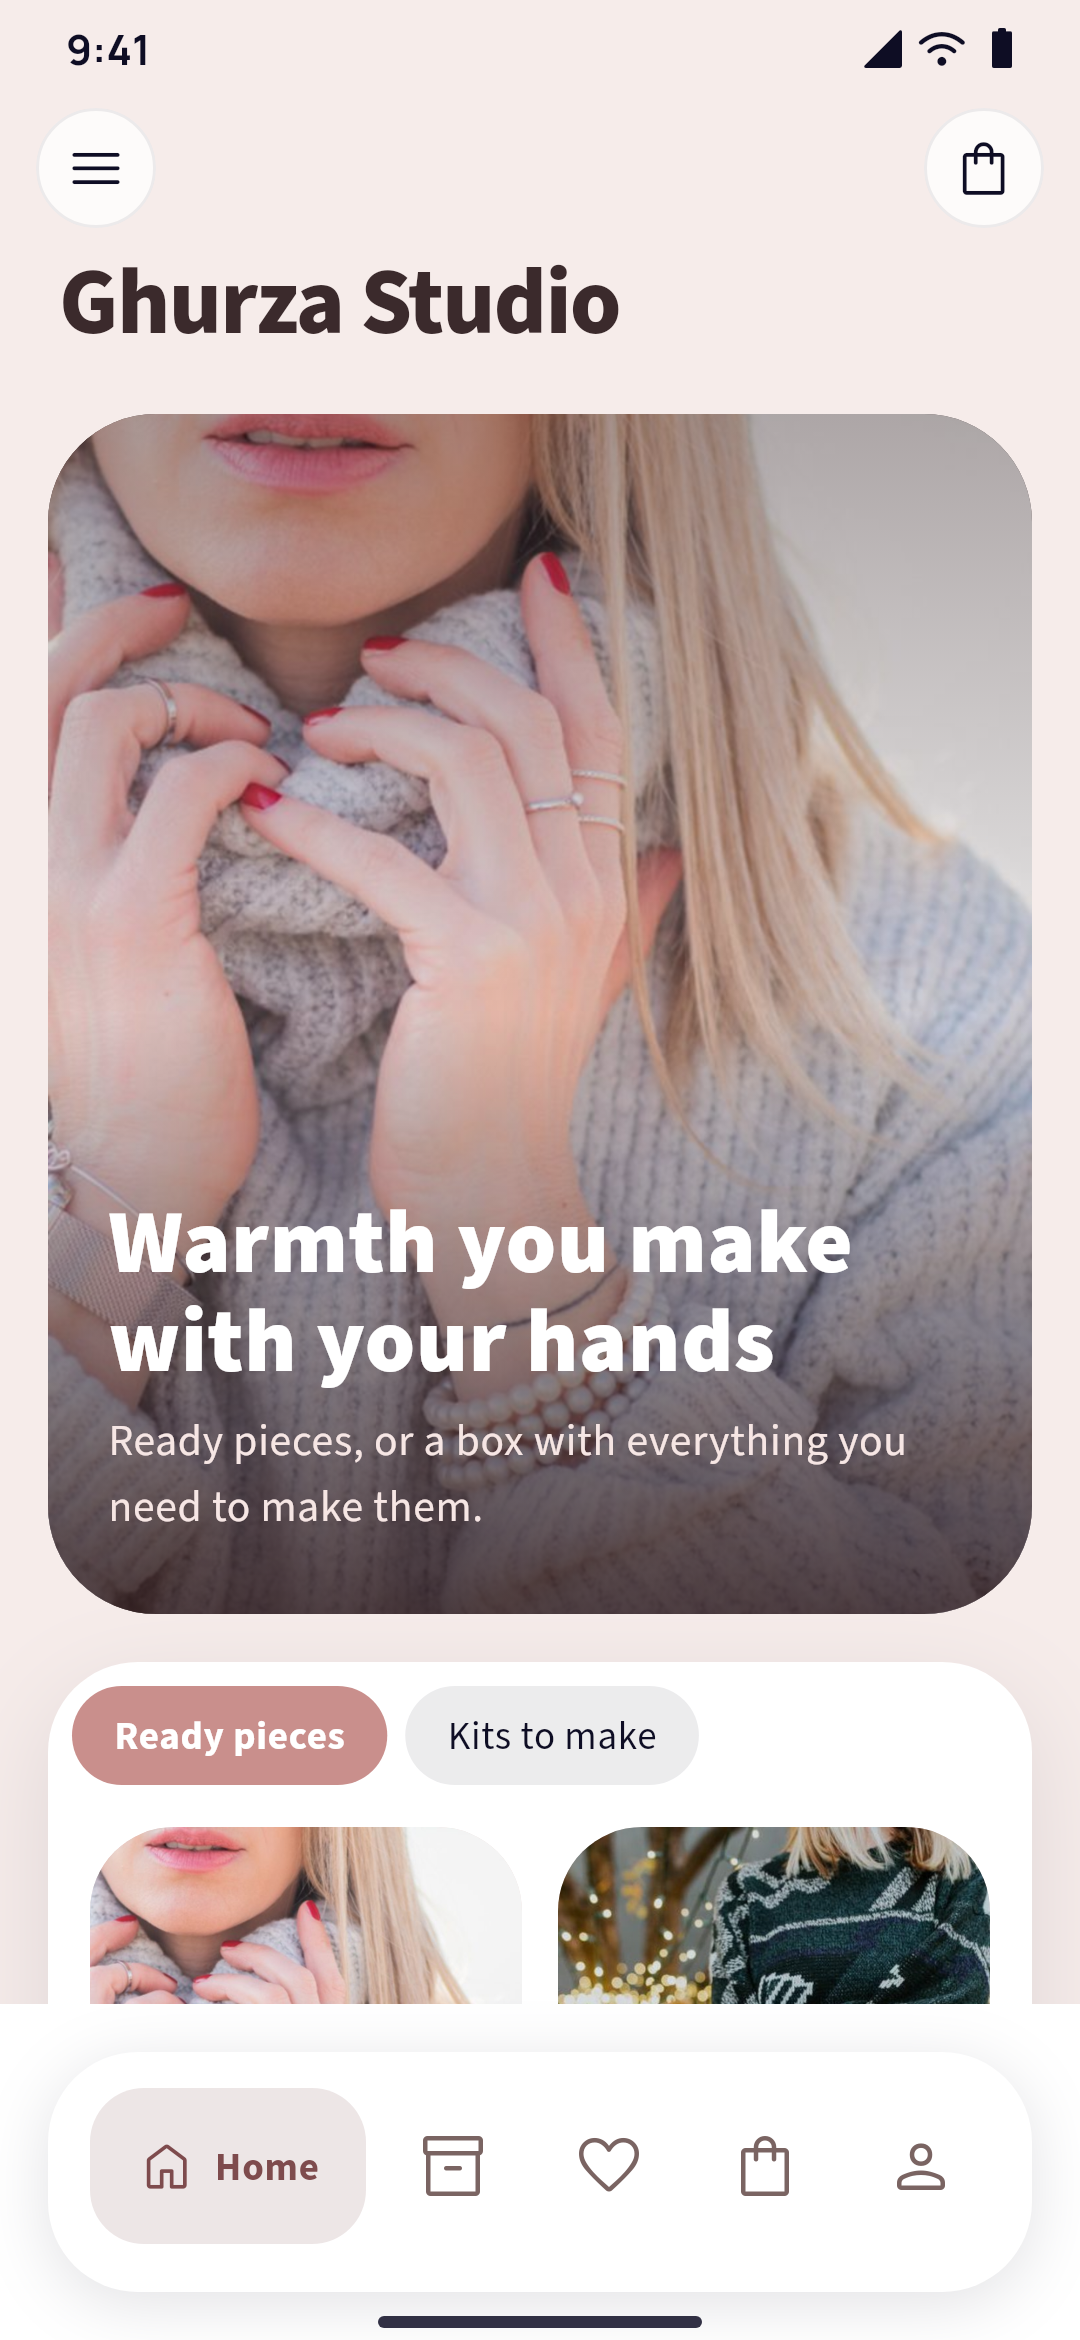 9:41
Ghurza Studio
Warmth you make
with your hands
Ready pieces, or a box with everything you
need to make them.
Ready pieces
Kits to make
Home